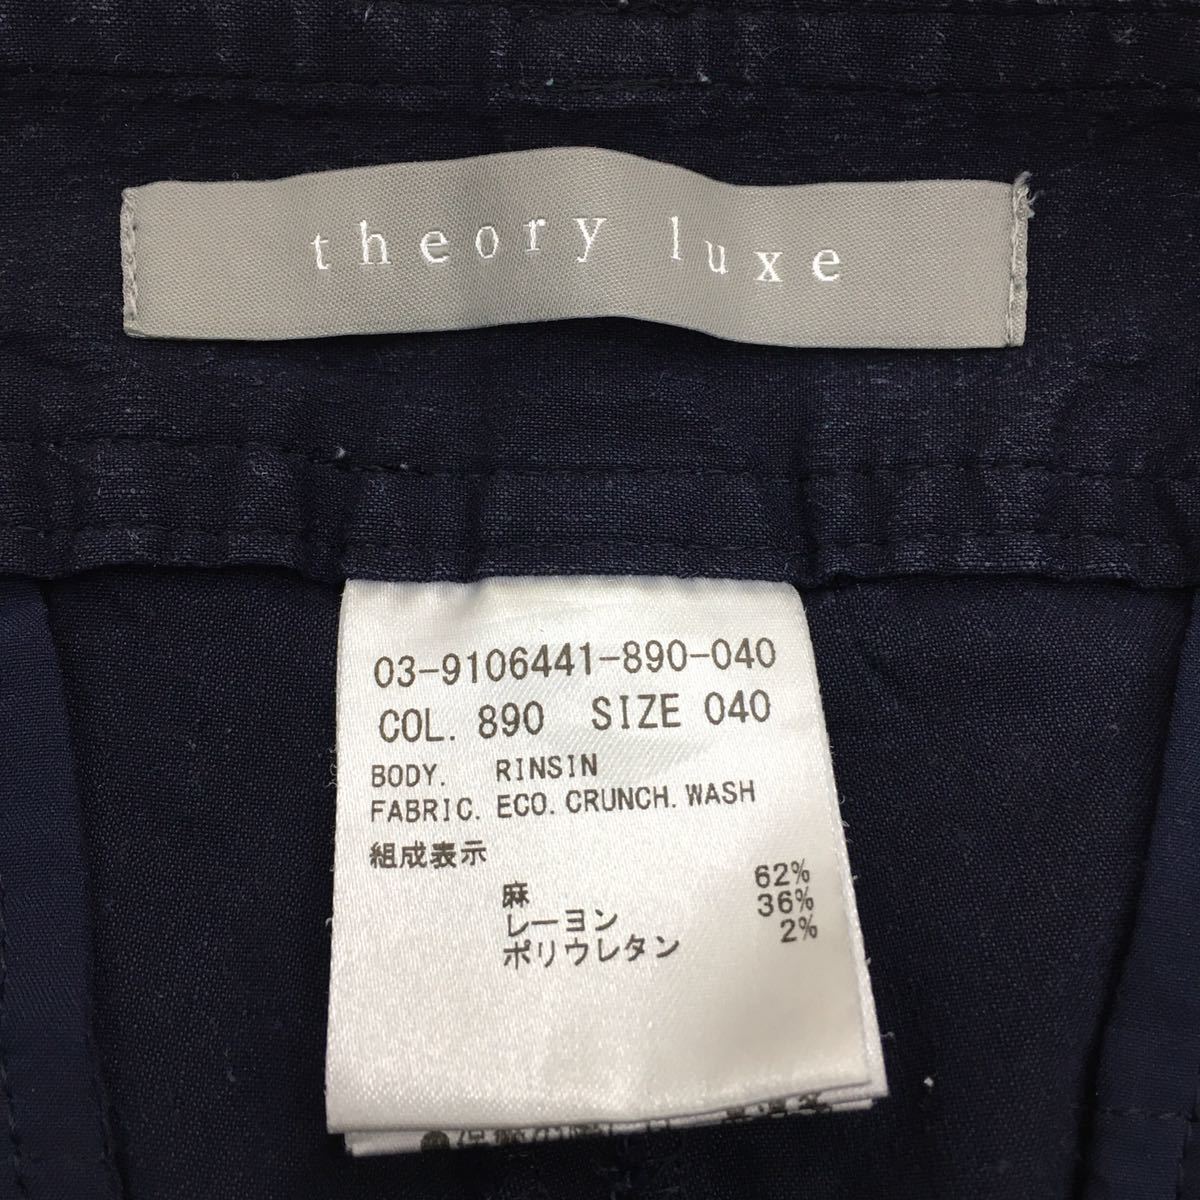 theory luxe
03-9106441-890-040
COL. 890 SIZE 040
BODY. RINSIN
FABRIC. ECO. CRUNCH. WASH
組成表示
麻 62%
レーヨン 36%
ポリウレタン 2%